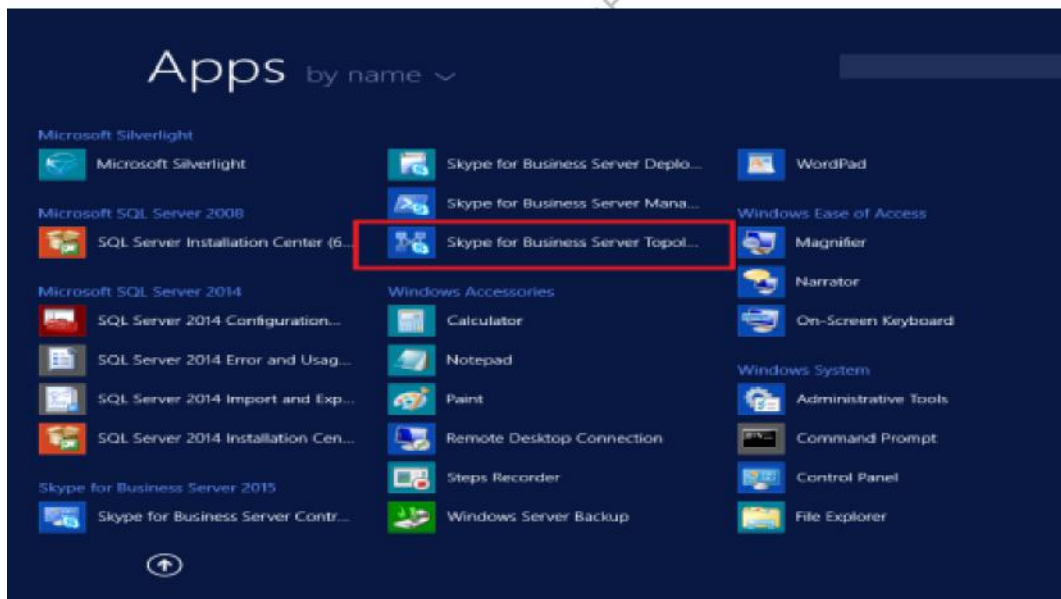 Apps by name
Microsoft Silverlight
Microsoft Silverlight
Microsoft SQL Server 2008
SQL Server Installation Center (6...
Microsoft SQL Server 2014
SQL Server 2014 Configuration...
SQL Server 2014 Error and Usag...
SQL Server 2014 Import and Exp...
SQL Server 2014 Installation Cen...
Skype for Business Server 2015
Skype for Business Server Contr...
Skype for Business Server Deplo...
Skype for Business Server Mana...
Skype for Business Server Topol...
Windows Accessories
Calculator
Notepad
Paint
Remote Desktop Connection
Steps Recorder
Windows Server Backup
WordPad
Windows Ease of Access
Magnifier
Narrator
On-Screen Keyboard
Windows System
Administrative Tools
Command Prompt
Control Panel
File Explorer